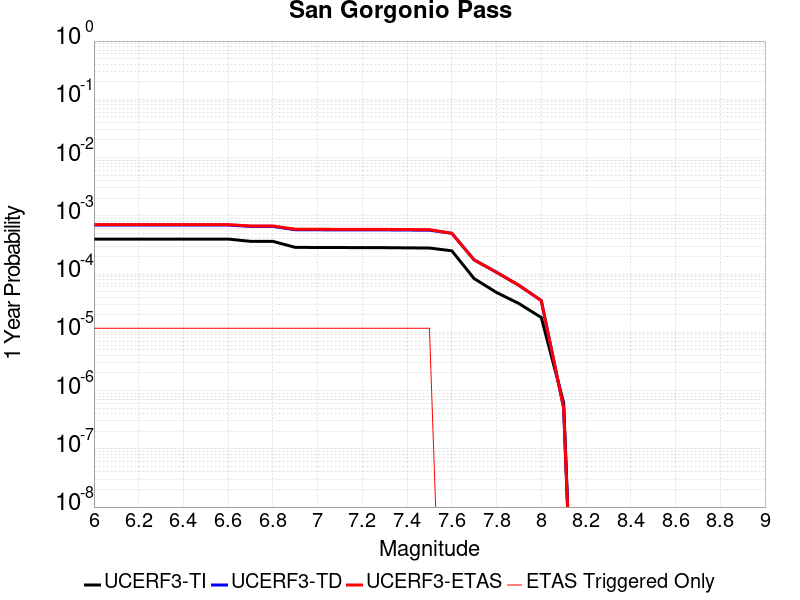 San Gorgonio Pass
10^0
10^-1
10^-2
10^-3
10^-4
10^-5
10^-6
10^-7
10^-8
1 Year Probability
6 6.2 6.4 6.6 6.8 7 7.2 7.4 7.6 7.8 8 8.2 8.4 8.6 8.8 9
Magnitude
UCERF3-TI UCERF3-TD UCERF3-ETAS ETAS Triggered Only